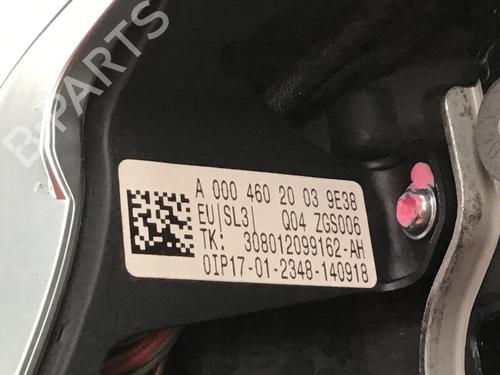 B-PARTS
A 000 460 20 03 9E38
EU|SL3| Q04 ZGS006
TK: 308012099162-AH
0IP17-01-2348-140918